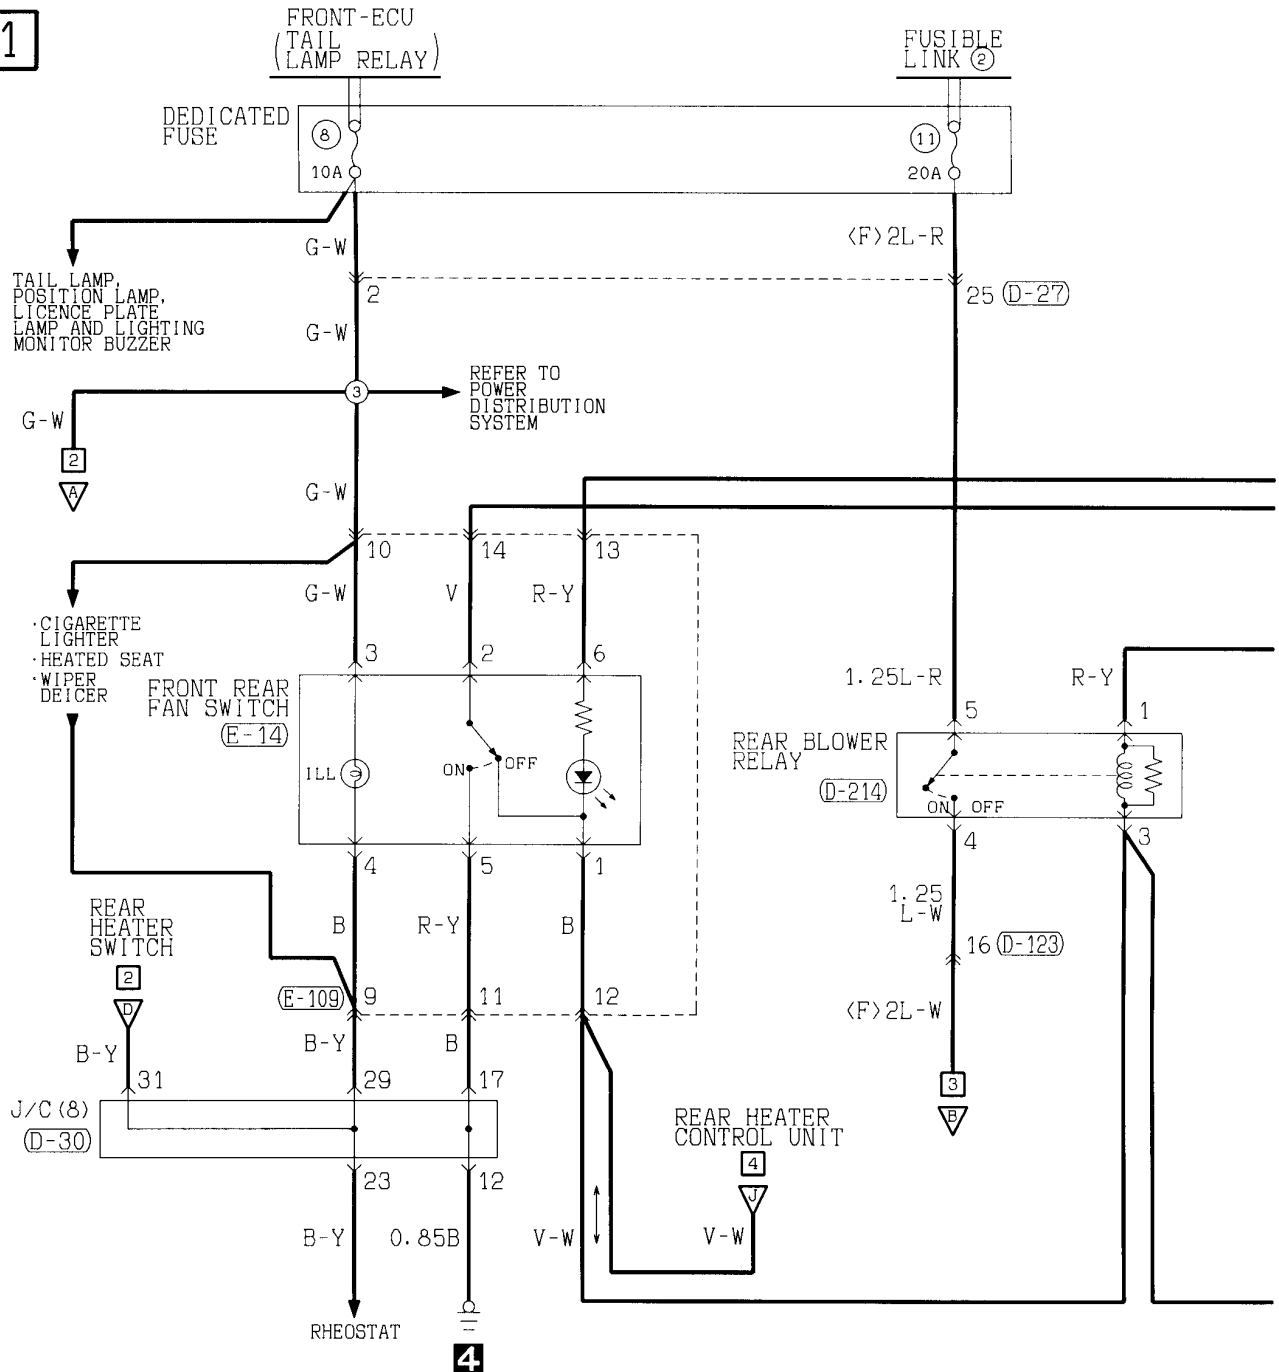 1
FRONT-ECU
(TAIL
LAMP RELAY)
FUSIBLE
LINK ②
DEDICATED
FUSE
8
10A
11
20A
G-W
<F>2L-R
TAIL LAMP,
POSITION LAMP,
LICENCE PLATE
LAMP AND LIGHTING
MONITOR BUZZER
2
25 (D-27)
G-W
3
REFER TO
POWER
DISTRIBUTION
SYSTEM
G-W
2
A
G-W
10
14
13
G-W
V
R-Y
·CIGARETTE
LIGHTER
·HEATED SEAT
·WIPER
DEICER
3
2
6
1.25L-R
R-Y
FRONT REAR
FAN SWITCH
(E-14)
5
1
REAR BLOWER
RELAY
(D-214)
ILL
ON
OFF
ON
OFF
4
5
1
4
3
REAR
HEATER
SWITCH
2
D
B
R-Y
B
1.25
L-W
16 (D-123)
(E-109) 9
11
12
<F>2L-W
B-Y
B-Y
B
31
29
17
3
B
J/C(8)
(D-30)
REAR HEATER
CONTROL UNIT
4
J
23
12
B-Y
0.85B
V-W
V-W
RHEOSTAT
4